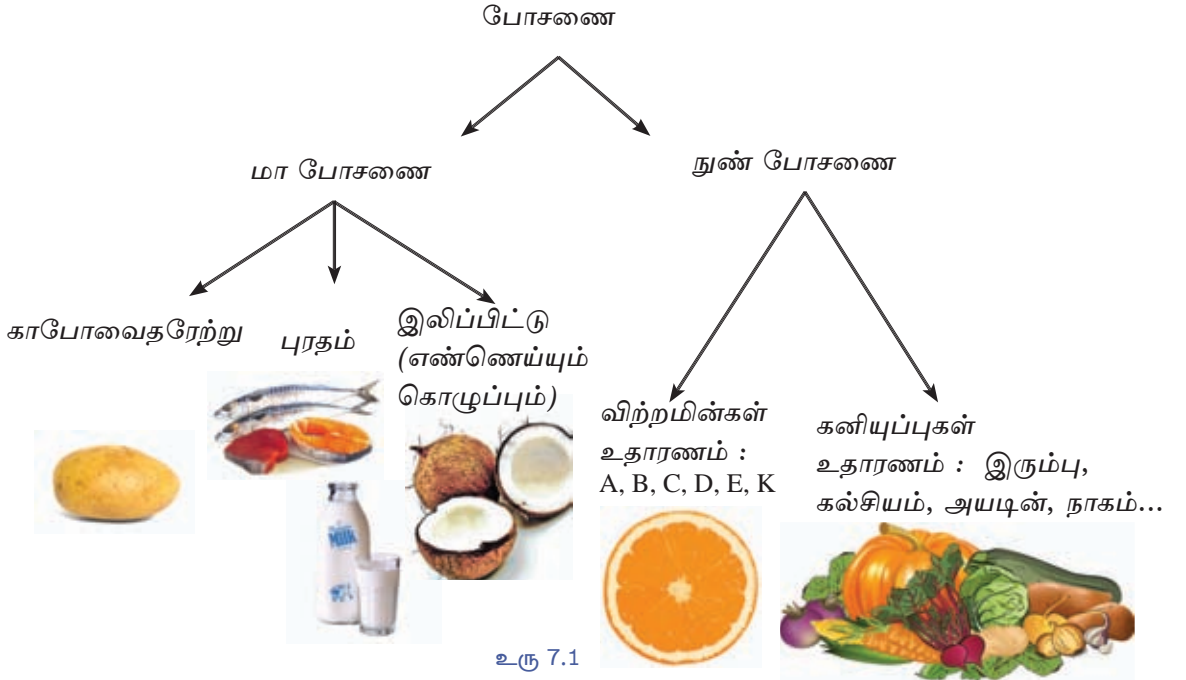 போசணை
மா போசணை
நுண் போசணை
காபோவைதரேற்று
புரதம்
இலிப்பிட்டு
(எண்ணெய்யும்
கொழுப்பும்)
விற்றமின்கள்
உதாரணம் :
A, B, C, D, E, K
கனியுப்புகள்
உதாரணம் : இரும்பு,
கல்சியம், அயடின், நாகம்...
Milk
உரு 7.1